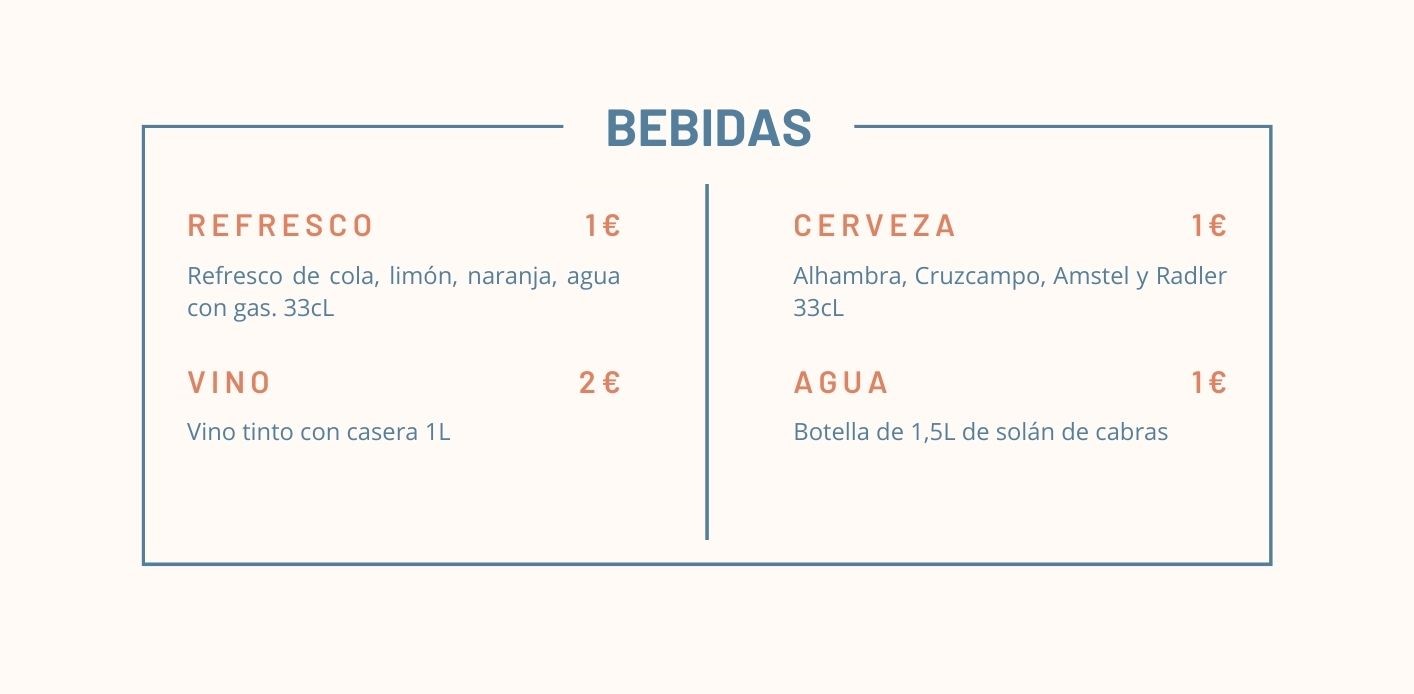 BEBIDAS
REFRESCO 1€
Refresco de cola, limón, naranja, agua
con gas. 33cL
VINO 2€
Vino tinto con casera 1L
CERVEZA 1€
Alhambra, Cruzcampo, Amstel y Radler
33cL
AGUA 1€
Botella de 1,5L de solán de cabras